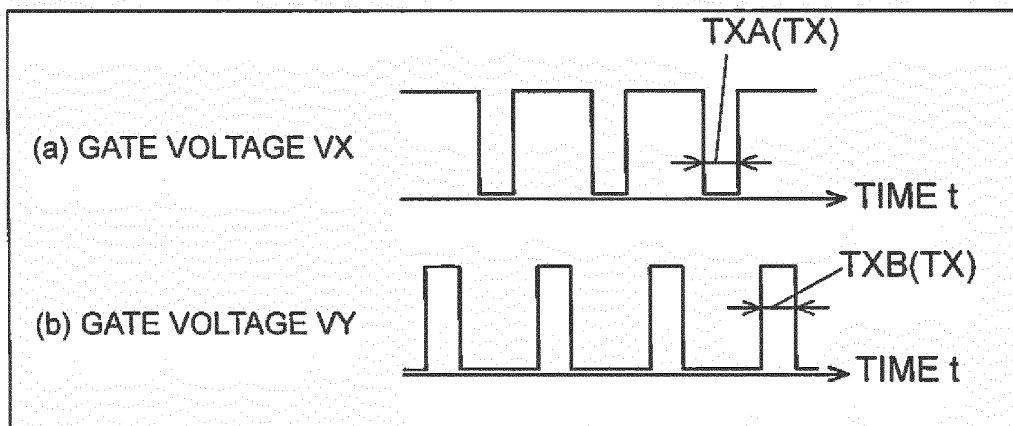 TXA(TX)
(a) GATE VOLTAGE VX
TIME t
TXB(TX)
(b) GATE VOLTAGE VY
TIME t